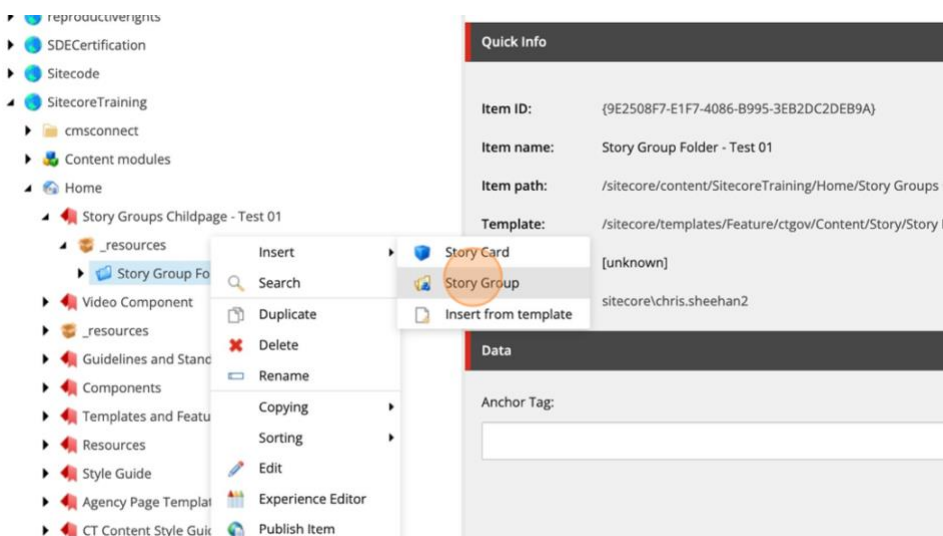 reproductiverights
SDECertification
Sitecode
SitecoreTraining
cmsconnect
Content modules
Home
Story Groups Childpage - Test 01
_resources
Story Group Fo
Video Component
_resources
Guidelines and Stand
Components
Templates and Featu
Resources
Style Guide
Agency Page Templat
CT Content Style Guid
Insert
Search
Duplicate
Delete
Rename
Copying
Sorting
Edit
Experience Editor
Publish Item
Story Card
Story Group
Insert from template
Quick Info
Item ID: {9E2508F7-E1F7-4086-B995-3EB2DC2DEB9A}
Item name: Story Group Folder - Test 01
Item path: /sitecore/content/SitecoreTraining/Home/Story Groups
Template: /sitecore/templates/Feature/ctgov/Content/Story/Story
[unknown]
sitecore\chris.sheehan2
Data
Anchor Tag: